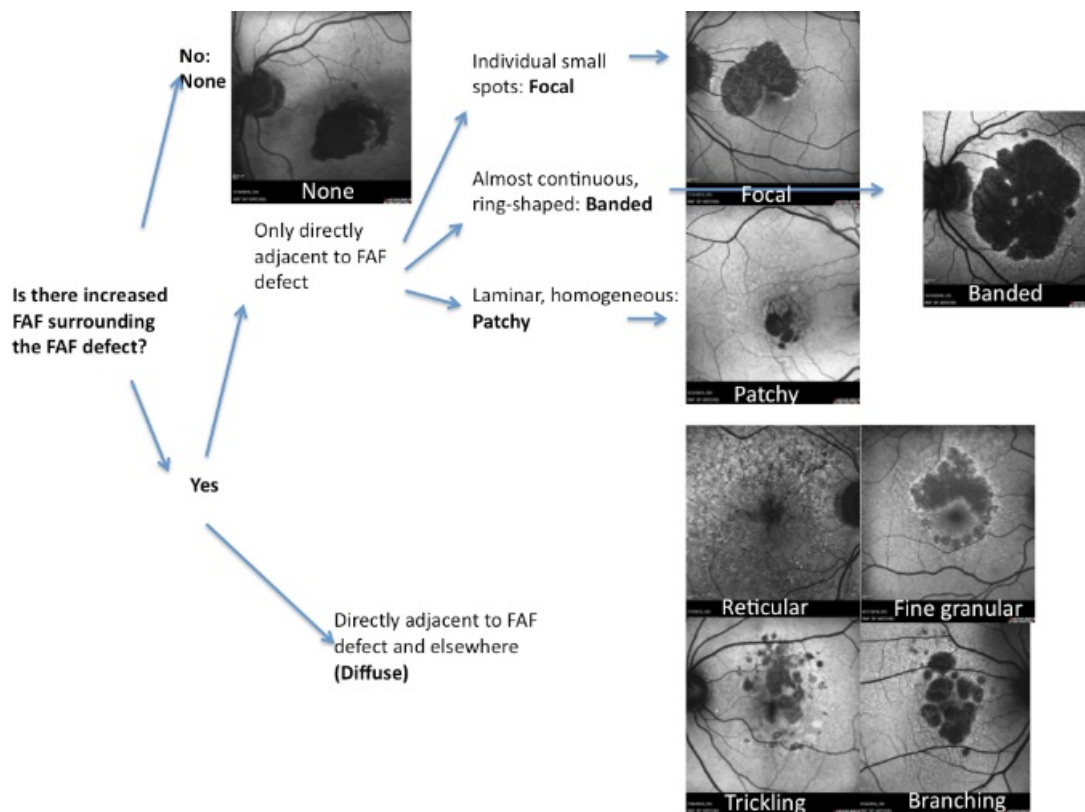 No:
None
None
Individual small
spots: Focal
Focal
Almost continuous,
ring-shaped: Banded
Banded
Only directly
adjacent to FAF
defect
Laminar, homogeneous:
Patchy
Patchy
Is there increased
FAF surrounding
the FAF defect?
Yes
Directly adjacent to FAF
defect and elsewhere
(Diffuse)
Reticular
Fine granular
Trickling
Branching